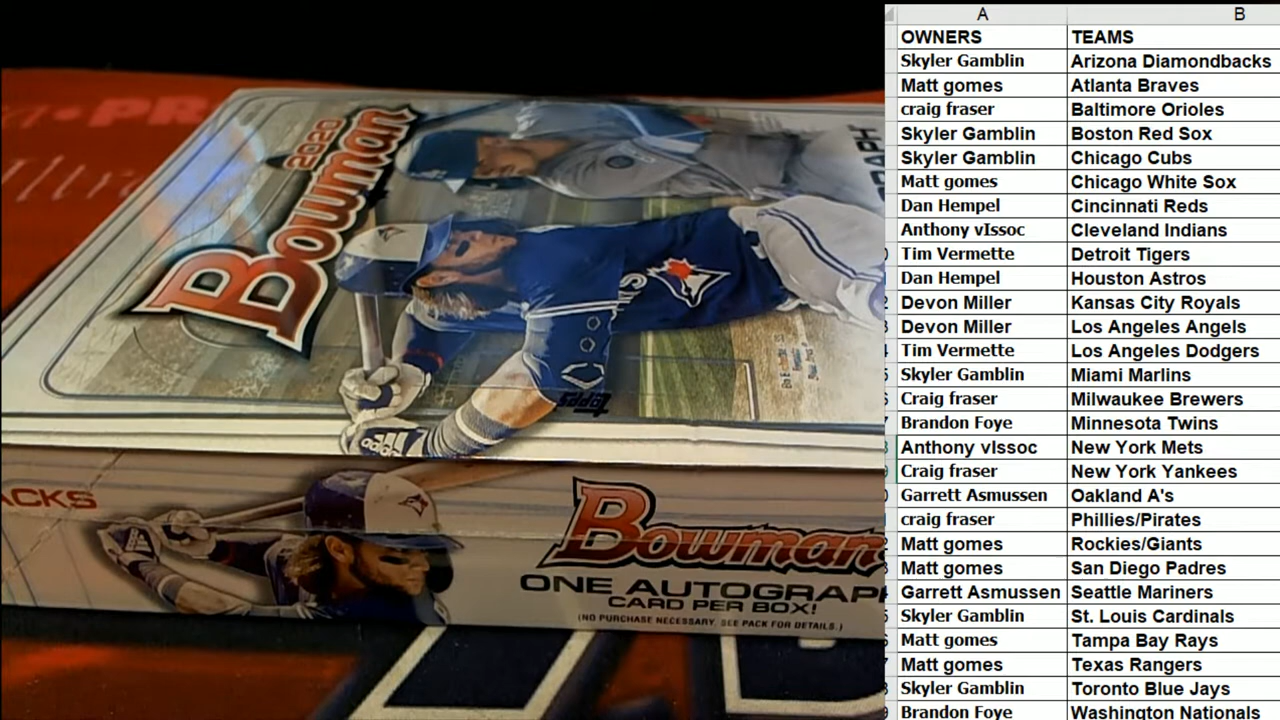 2020
Bowman
GRAPH
topps
adidas
ACKS
Bowman
ONE AUTOGRAPH
CARD PER BOX!
(NO PURCHASE NECESSARY. SEE PACK FOR DETAILS.)
A B
OWNERS TEAMS
Skyler Gamblin Arizona Diamondbacks
Matt gomes Atlanta Braves
craig fraser Baltimore Orioles
Skyler Gamblin Boston Red Sox
Skyler Gamblin Chicago Cubs
Matt gomes Chicago White Sox
Dan Hempel Cincinnati Reds
Anthony vIssoc Cleveland Indians
Tim Vermette Detroit Tigers
Dan Hempel Houston Astros
Devon Miller Kansas City Royals
Devon Miller Los Angeles Angels
Tim Vermette Los Angeles Dodgers
Skyler Gamblin Miami Marlins
Craig fraser Milwaukee Brewers
Brandon Foye Minnesota Twins
Anthony vIssoc New York Mets
Craig fraser New York Yankees
Garrett Asmussen Oakland A's
craig fraser Phillies/Pirates
Matt gomes Rockies/Giants
Matt gomes San Diego Padres
Garrett Asmussen Seattle Mariners
Skyler Gamblin St. Louis Cardinals
Matt gomes Tampa Bay Rays
Matt gomes Texas Rangers
Skyler Gamblin Toronto Blue Jays
Brandon Foye Washington Nationals